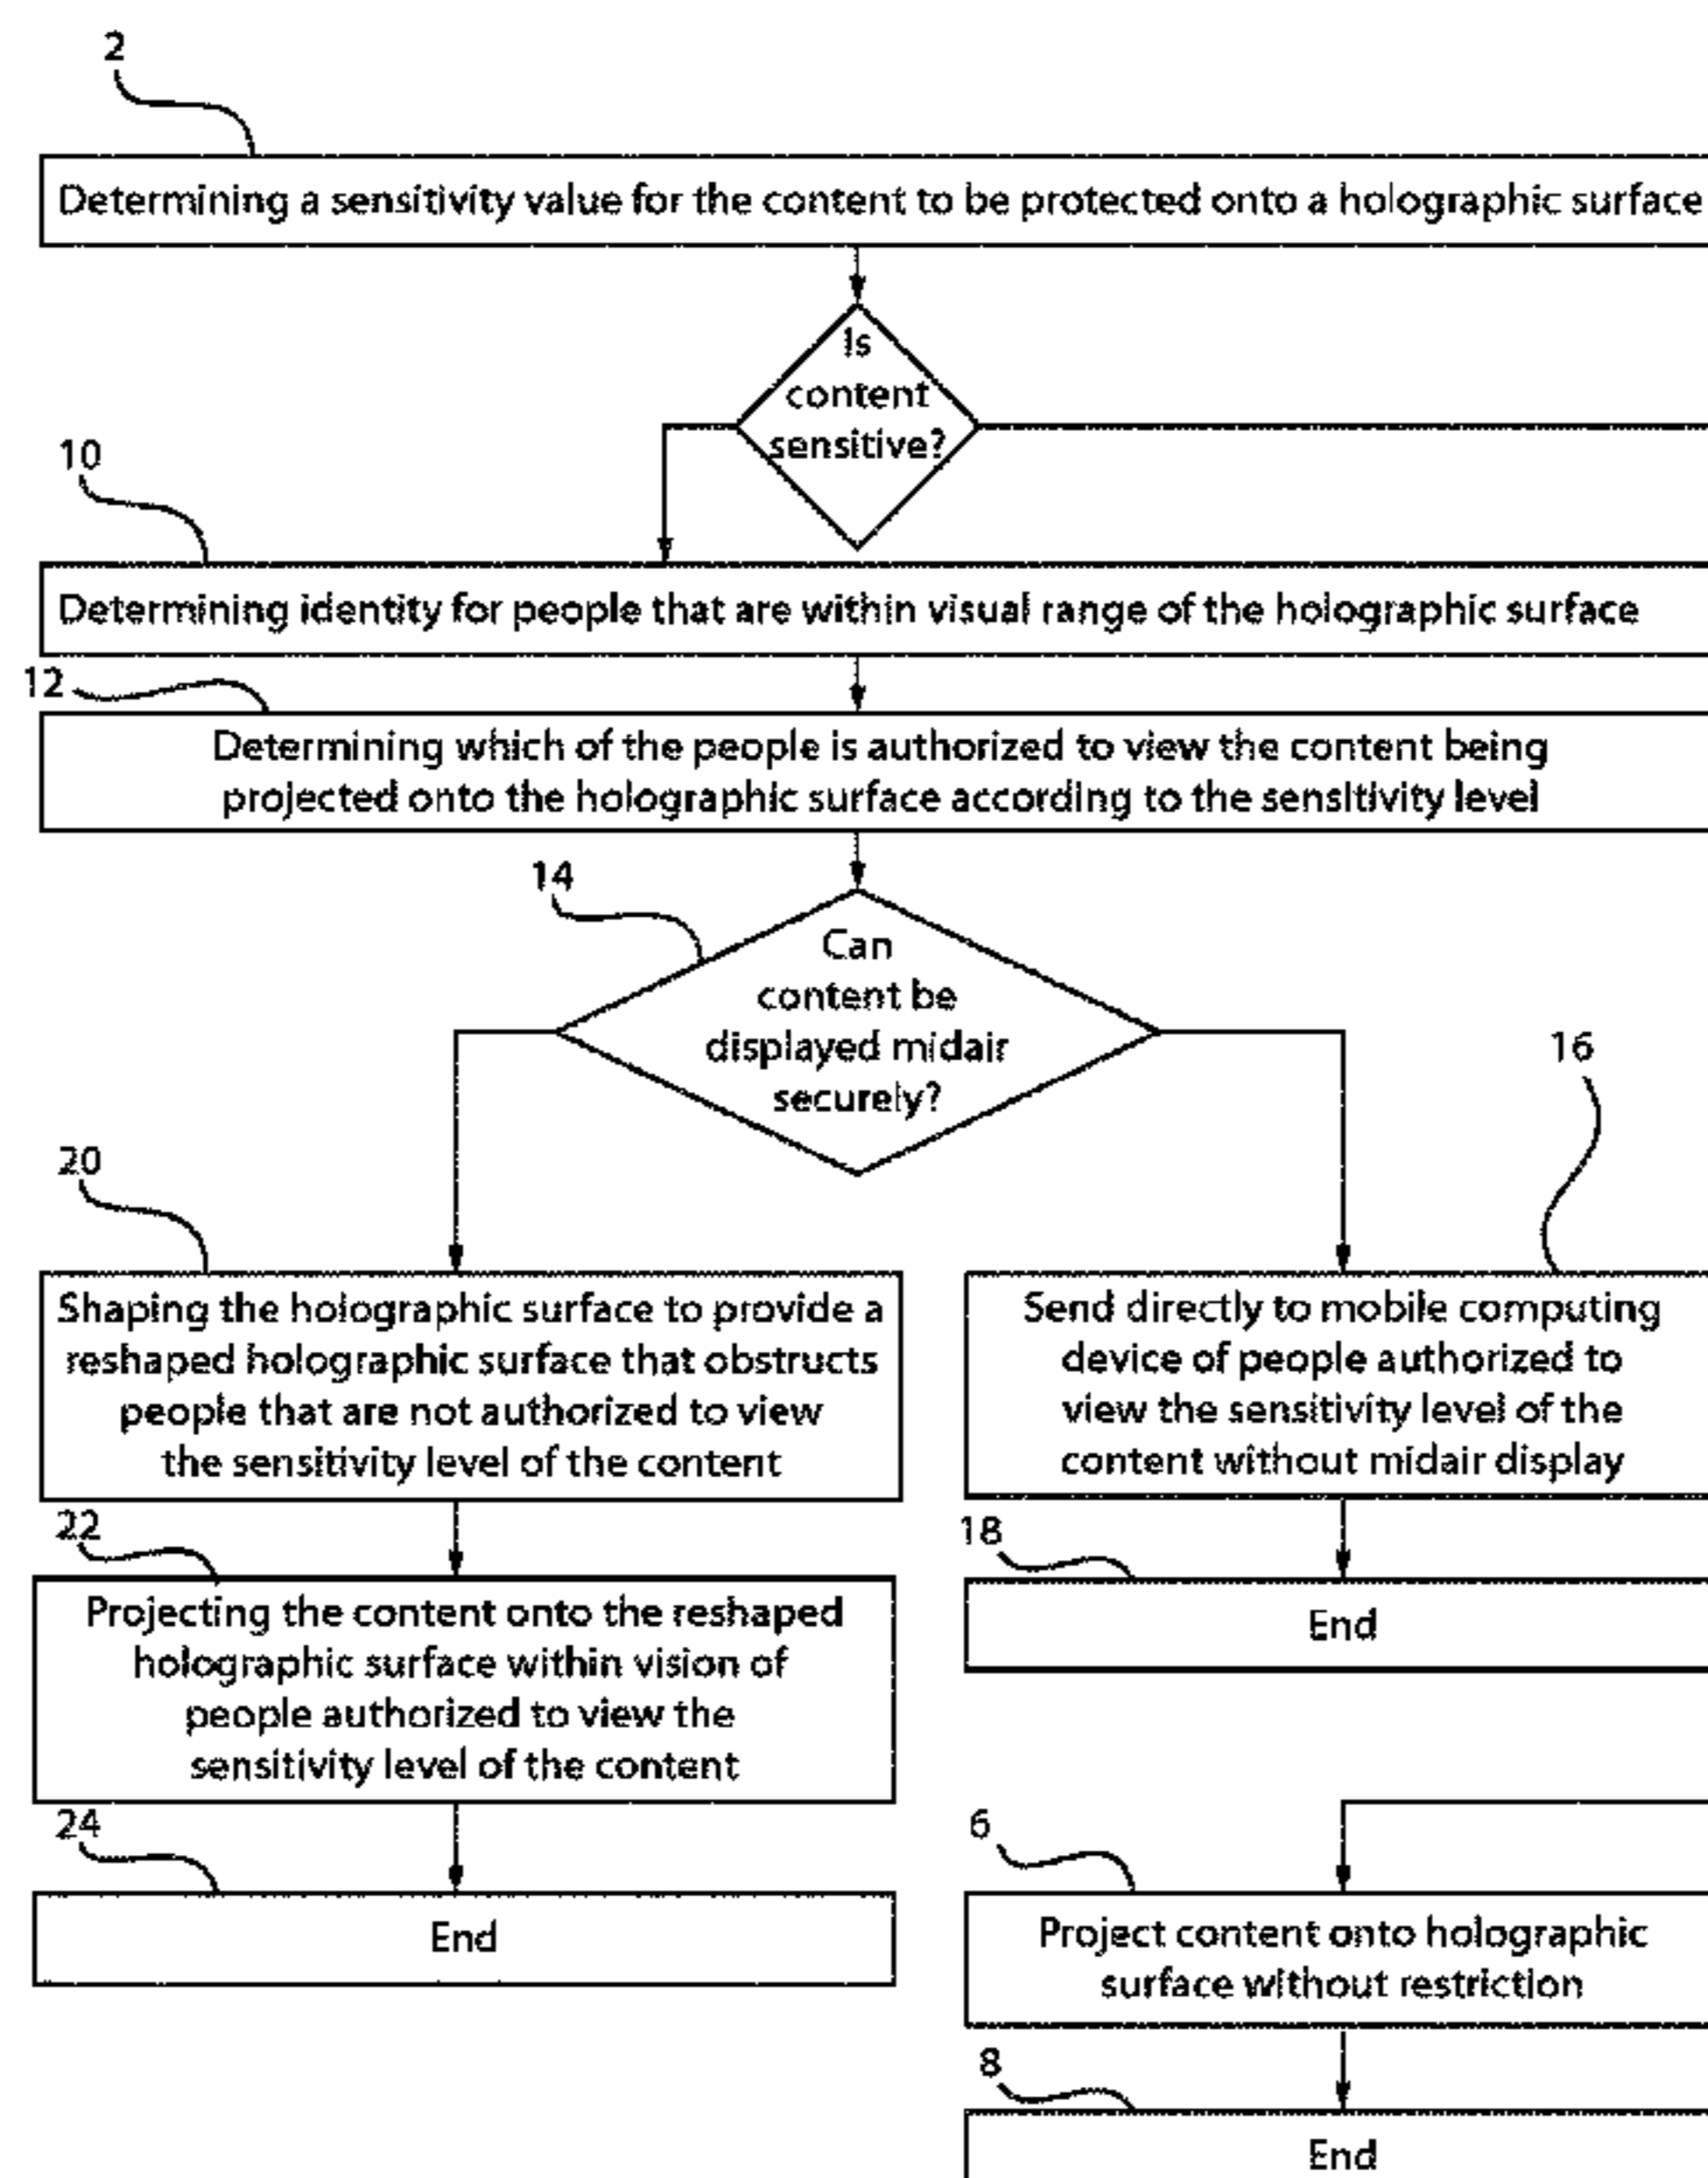 2
Determining a sensitivity value for the content to be protected onto a holographic surface
Is
content
sensitive?
10
Determining identity for people that are within visual range of the holographic surface
12
Determining which of the people is authorized to view the content being
projected onto the holographic surface according to the sensitivity level
14
Can
content be
displayed midair
securely?
20
Shaping the holographic surface to provide a
reshaped holographic surface that obstructs
people that are not authorized to view
the sensitivity level of the content
16
Send directly to mobile computing
device of people authorized to
view the sensitivity level of the
content without midair display
22
Projecting the content onto the reshaped
holographic surface within vision of
people authorized to view the
sensitivity level of the content
18
End
24
End
6
Project content onto holographic
surface without restriction
8
End